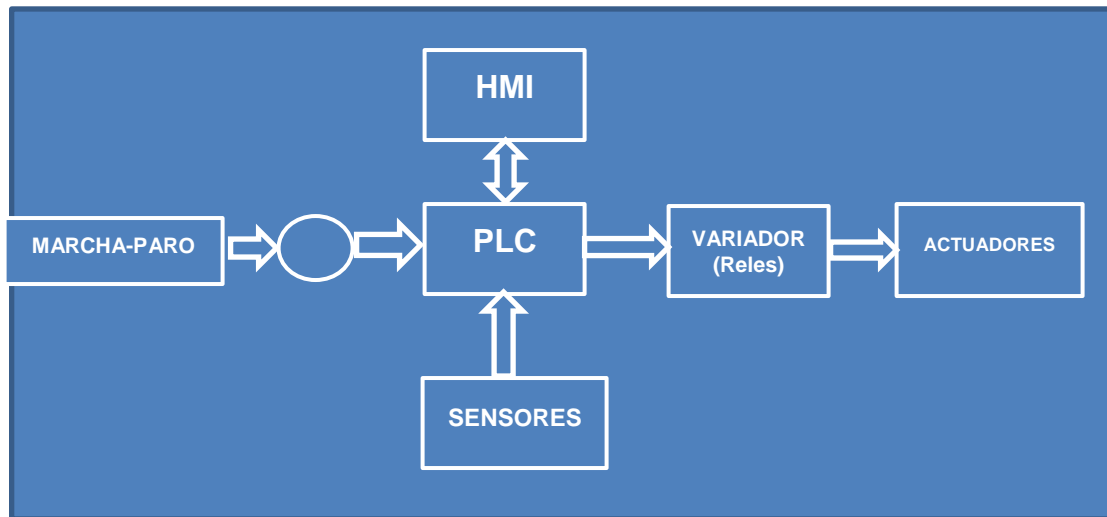 HMI
MARCHA-PARO
PLC
VARIADOR
(Reles)
ACTUADORES
SENSORES